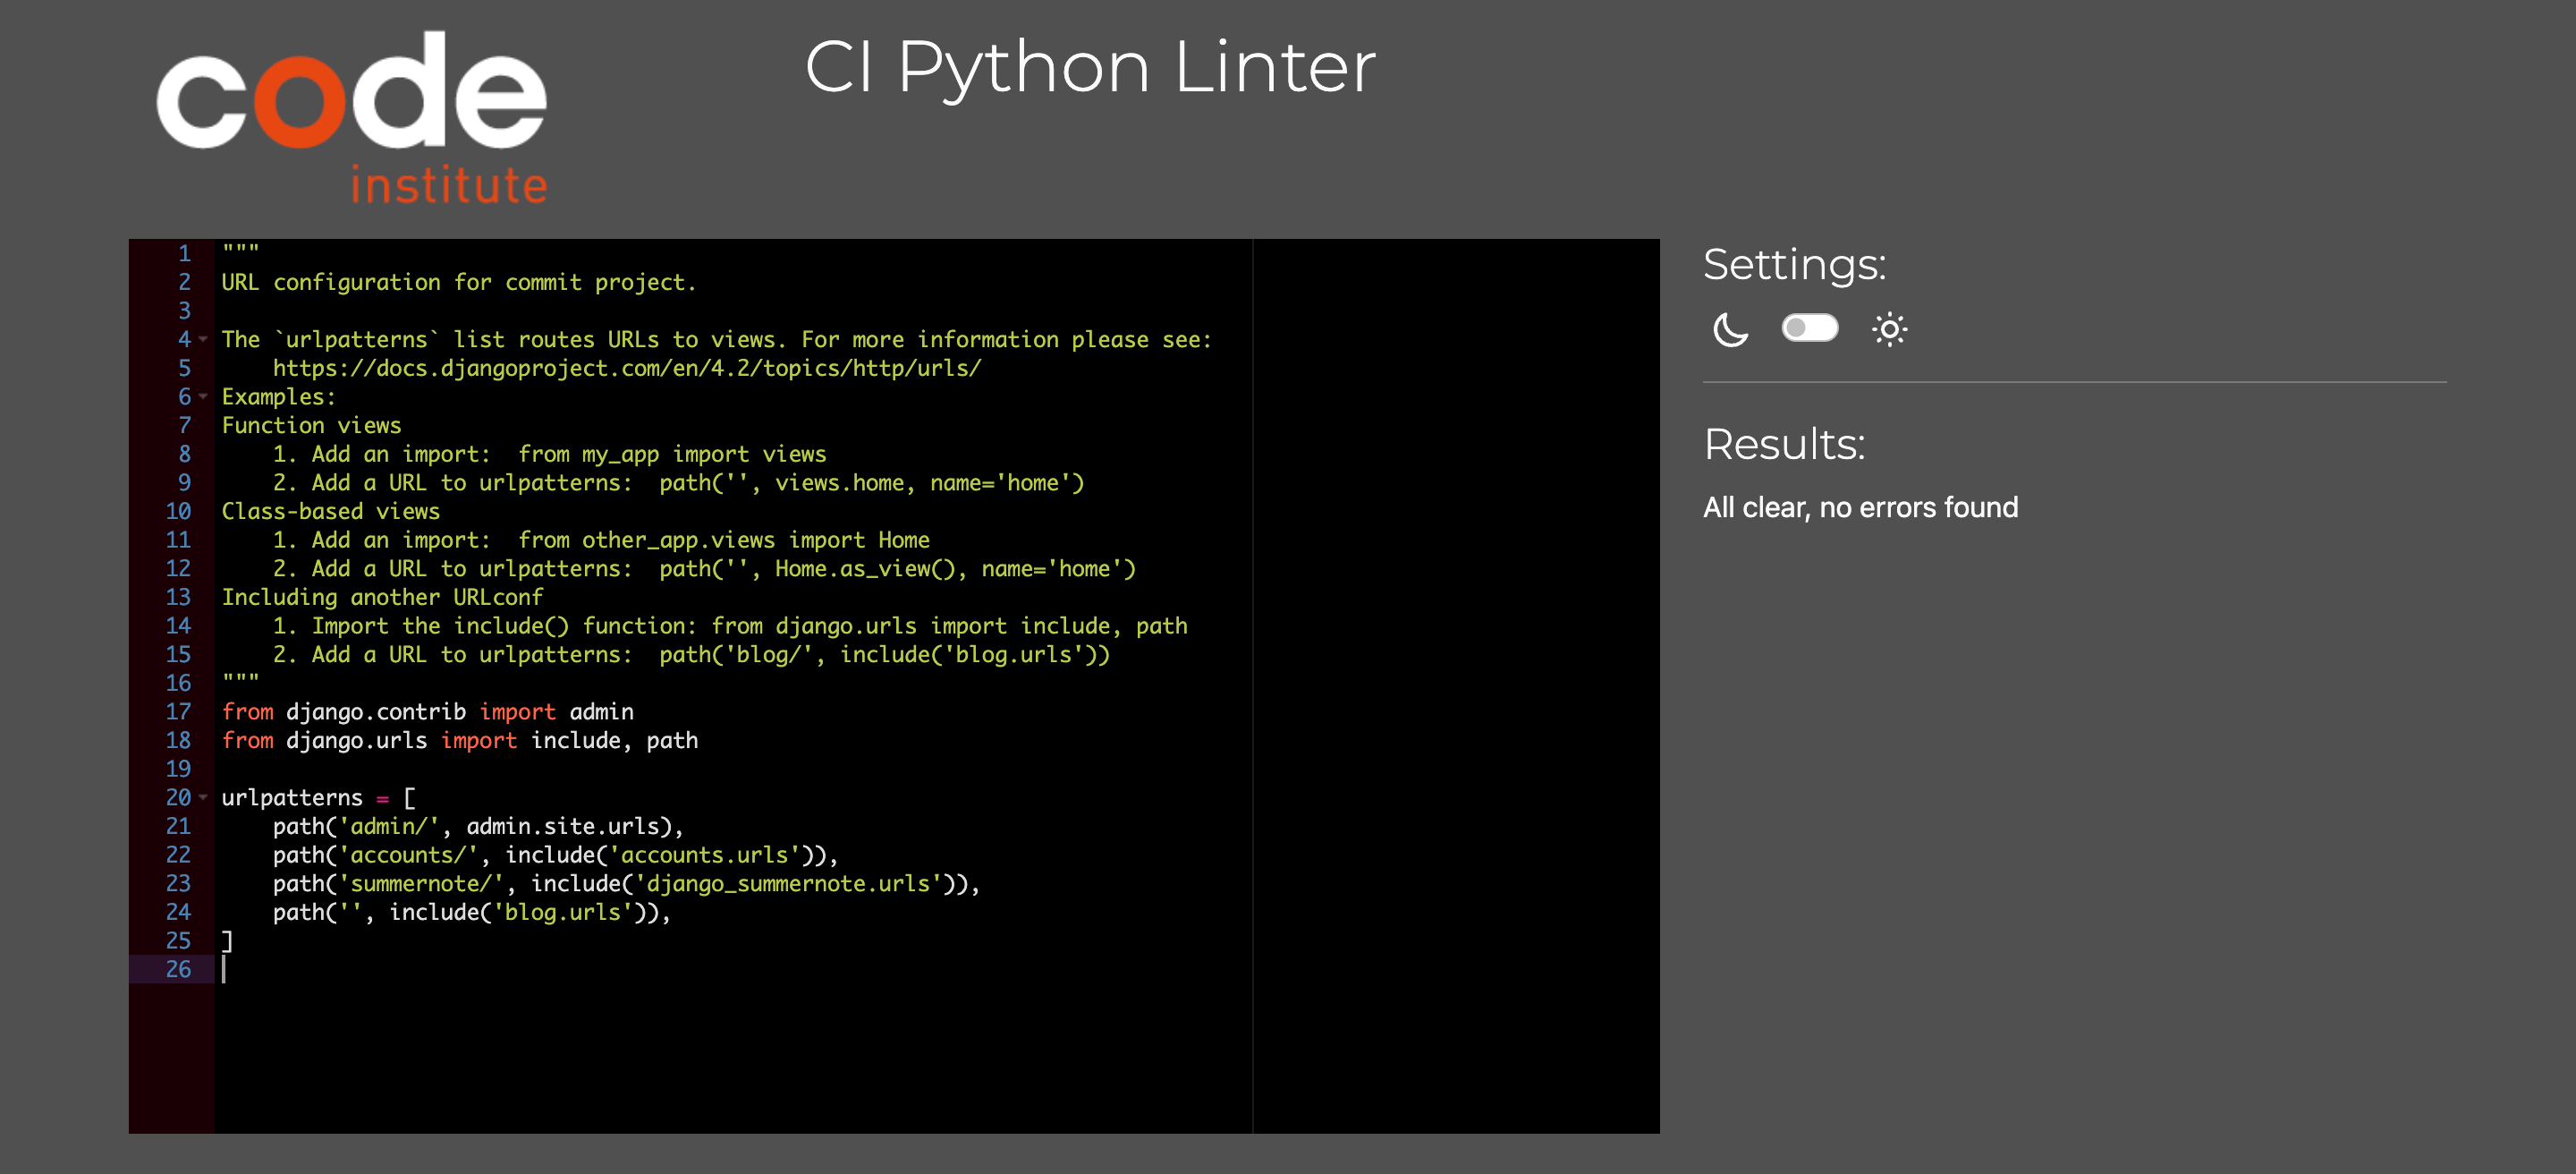 code
institute
CI Python Linter
1 """
2 URL configuration for commit project.
3
4 The `urlpatterns` list routes URLs to views. For more information please see:
5     https://docs.djangoproject.com/en/4.2/topics/http/urls/
6 Examples:
7 Function views
8     1. Add an import:  from my_app import views
9     2. Add a URL to urlpatterns:  path('', views.home, name='home')
10 Class-based views
11     1. Add an import:  from other_app.views import Home
12     2. Add a URL to urlpatterns:  path('', Home.as_view(), name='home')
13 Including another URLconf
14     1. Import the include() function: from django.urls import include, path
15     2. Add a URL to urlpatterns:  path('blog/', include('blog.urls'))
16 """
17 from django.contrib import admin
18 from django.urls import include, path
19
20 urlpatterns = [
21     path('admin/', admin.site.urls),
22     path('accounts/', include('accounts.urls')),
23     path('summernote/', include('django_summernote.urls')),
24     path('', include('blog.urls')),
25 ]
26
Settings:
Results:
All clear, no errors found